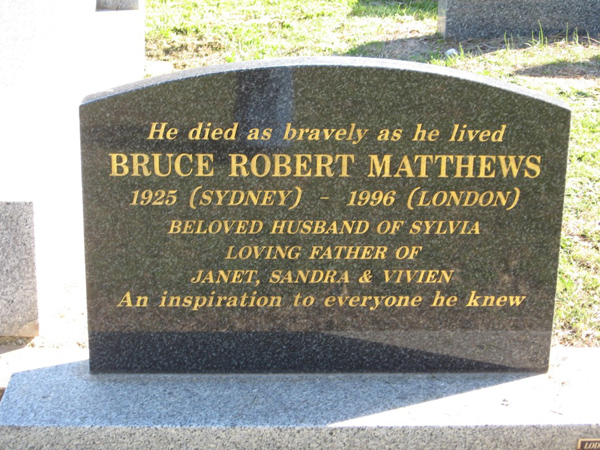 He died as bravely as he lived
BRUCE ROBERT MATTHEWS
1925 (SYDNEY) - 1996 (LONDON)
BELOVED HUSBAND OF SYLVIA
LOVING FATHER OF
JANET, SANDRA & VIVIEN
An inspiration to everyone he knew